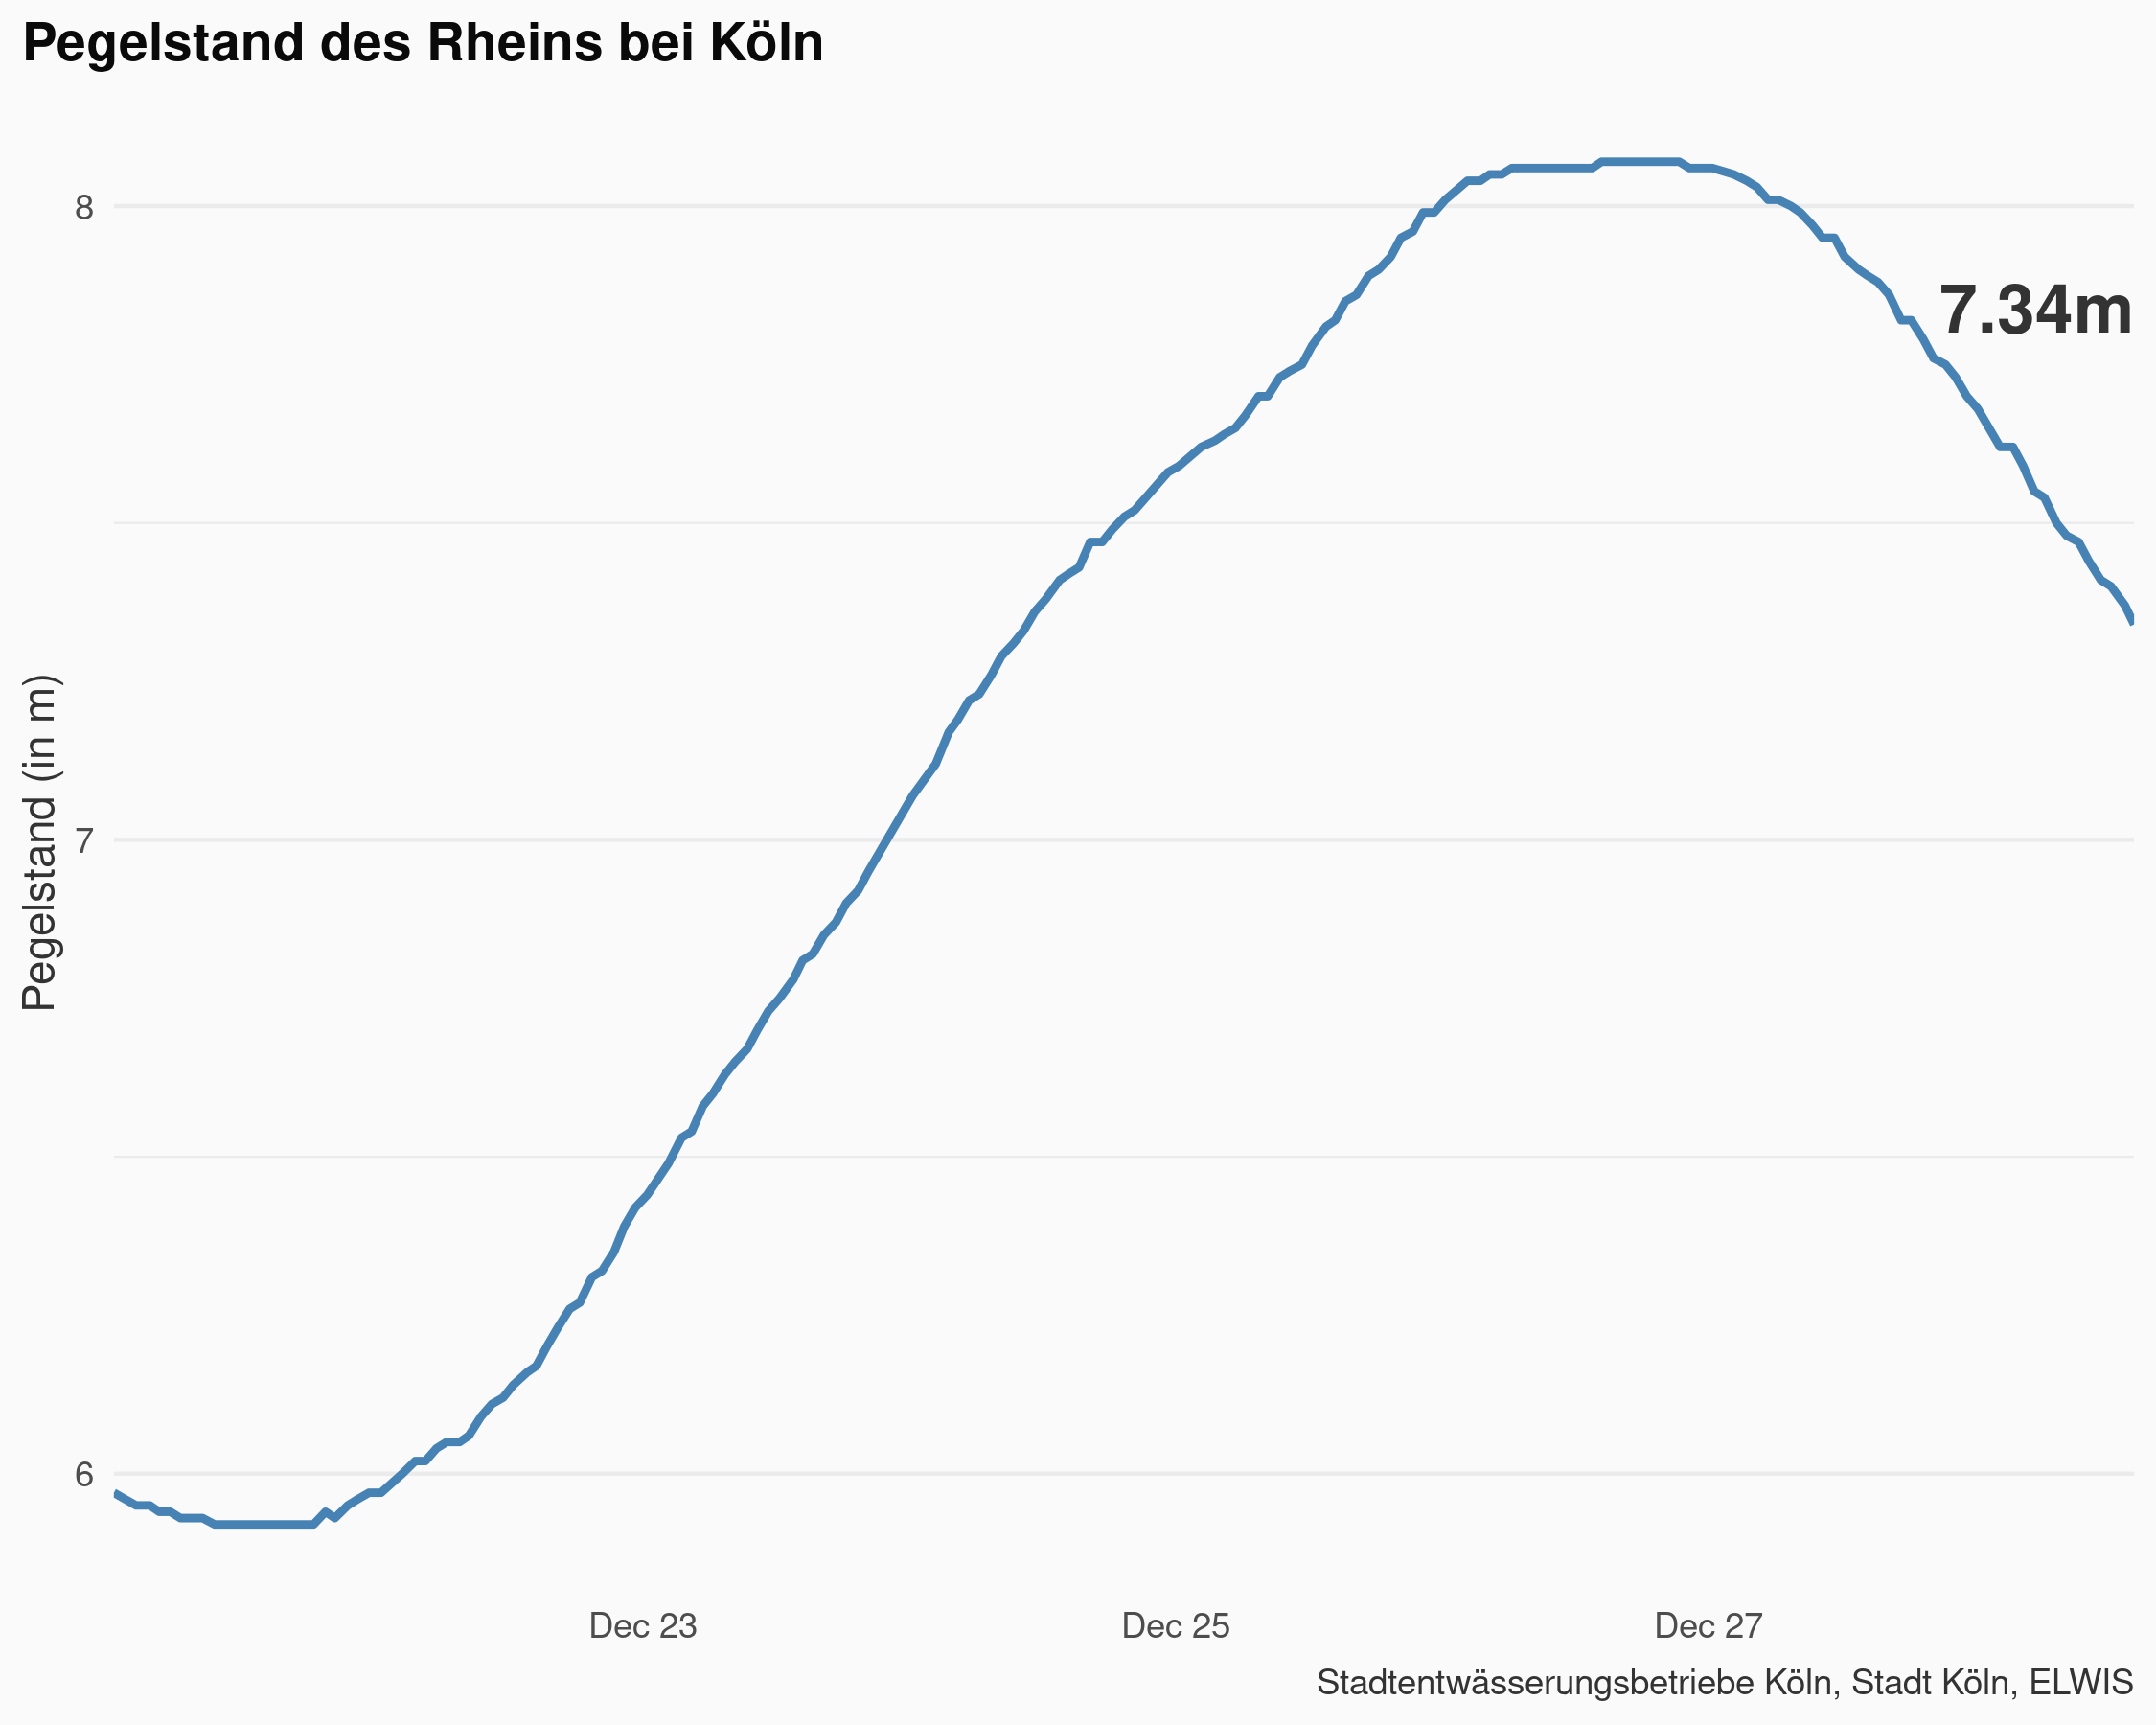 Pegelstand des Rheins bei Köln
8
7.34m
7
6
Pegelstand (in m)
Dec 23
Dec 25
Dec 27
Stadtentwässerungsbetriebe Köln, Stadt Köln, ELWIS